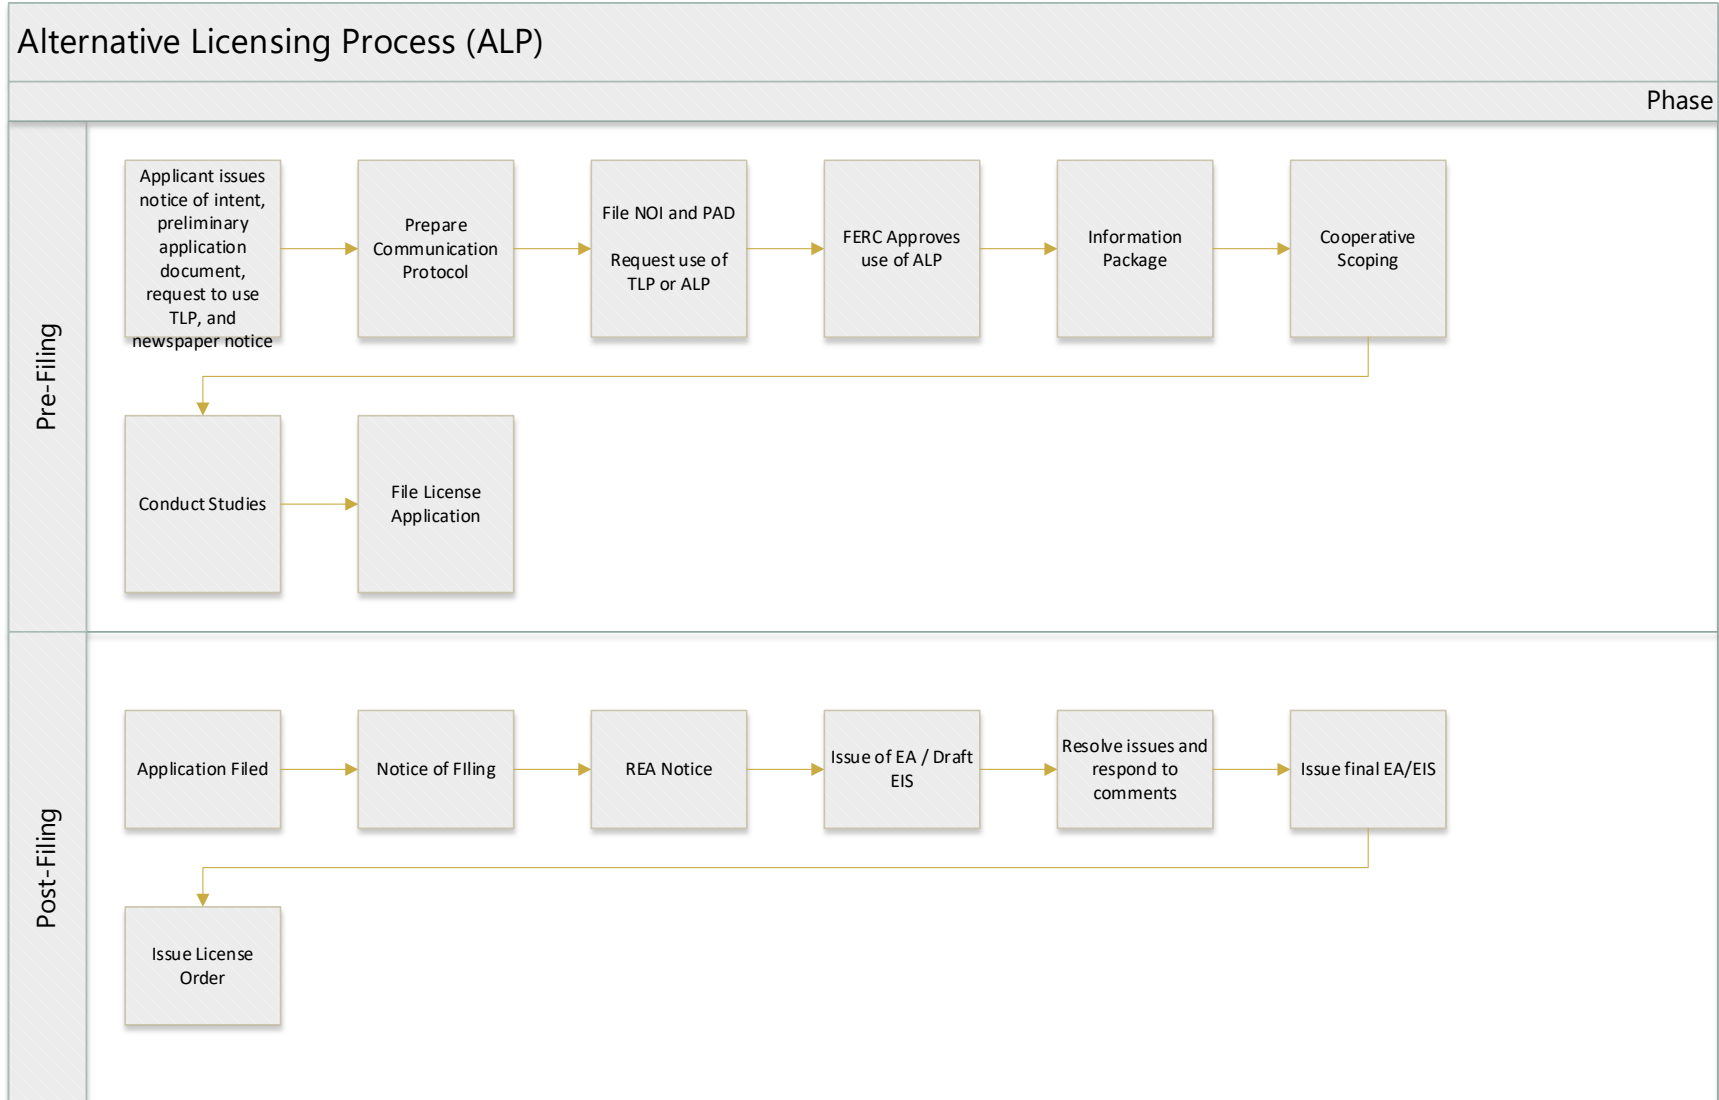 Alternative Licensing Process (ALP)
Phase
Pre-Filing
Applicant issues
notice of intent,
preliminary
application
document,
request to use
TLP, and
newspaper notice
Prepare
Communication
Protocol
File NOI and PAD
Request use of
TLP or ALP
FERC Approves
use of ALP
Information
Package
Cooperative
Scoping
Conduct Studies
File License
Application
Post-Filing
Application Filed
Notice of FIling
REA Notice
Issue of EA / Draft
EIS
Resolve issues and
respond to
comments
Issue final EA/EIS
Issue License
Order